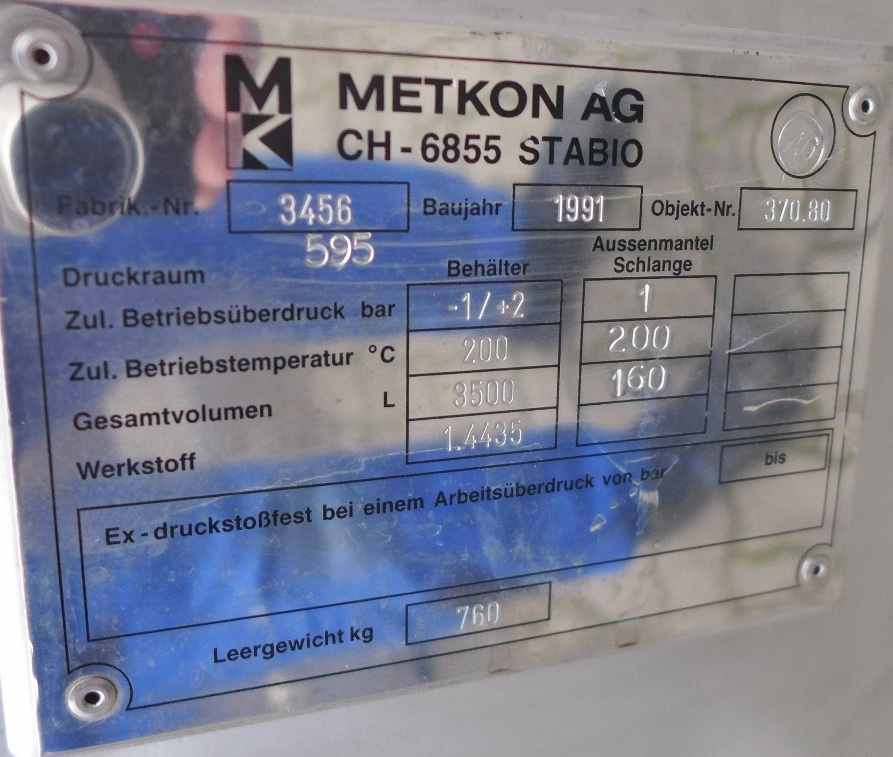 MK
METKON AG
CH-6855 STABIO
AG
Fabrik.-Nr. 3456 Baujahr 1991 Objekt-Nr. 370.80
595
Druckraum Behälter Aussenmantel Schlange
Zul. Betriebsüberdruck bar -1/+2 1
Zul. Betriebstemperatur °C 200 200
Gesamtvolumen L 3500 160
Werkstoff 1.4435
Ex-druckstoßfest bei einem Arbeitsüberdruck von bar bis
Leergewicht kg 760